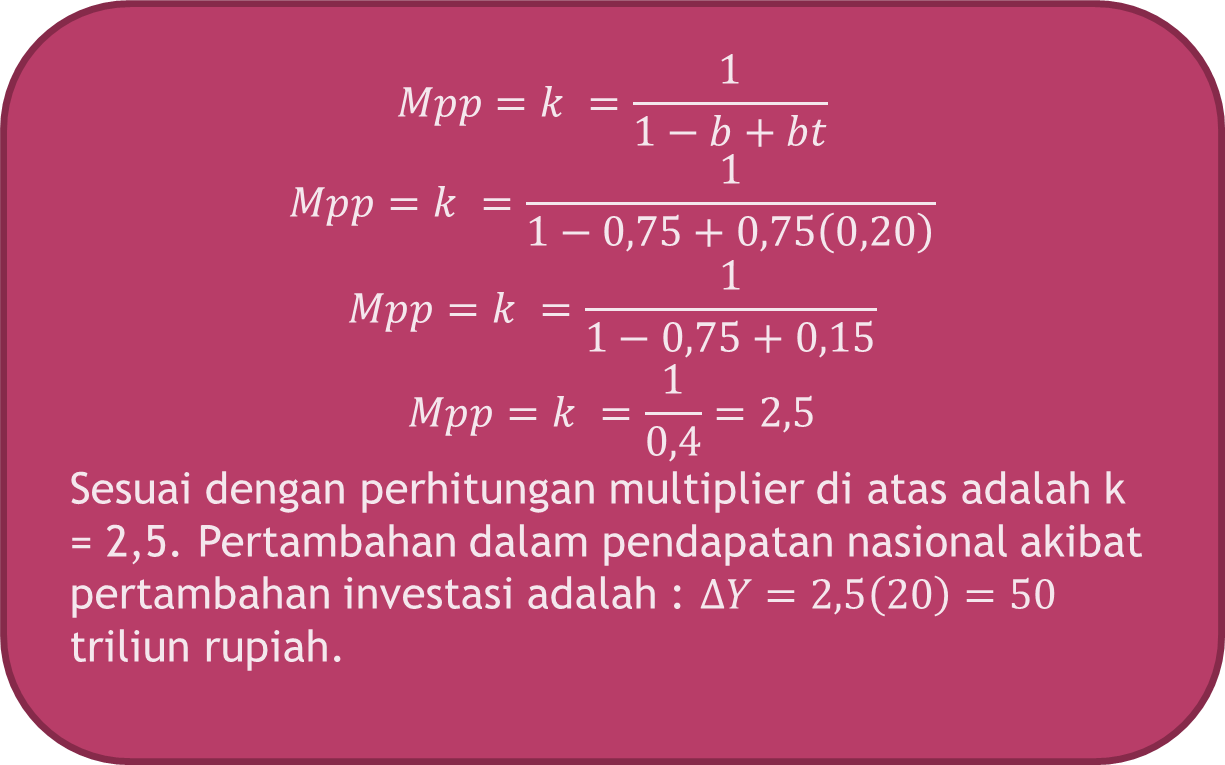 Mpp = k = 1/(1 − b + bt)
Mpp = k = 1/(1 − 0,75 + 0,75(0,20))
Mpp = k = 1/(1 − 0,75 + 0,15)
Mpp = k = 1/0,4 = 2,5
Sesuai dengan perhitungan multiplier di atas adalah k
= 2,5. Pertambahan dalam pendapatan nasional akibat
pertambahan investasi adalah : ΔY = 2,5(20) = 50
triliun rupiah.